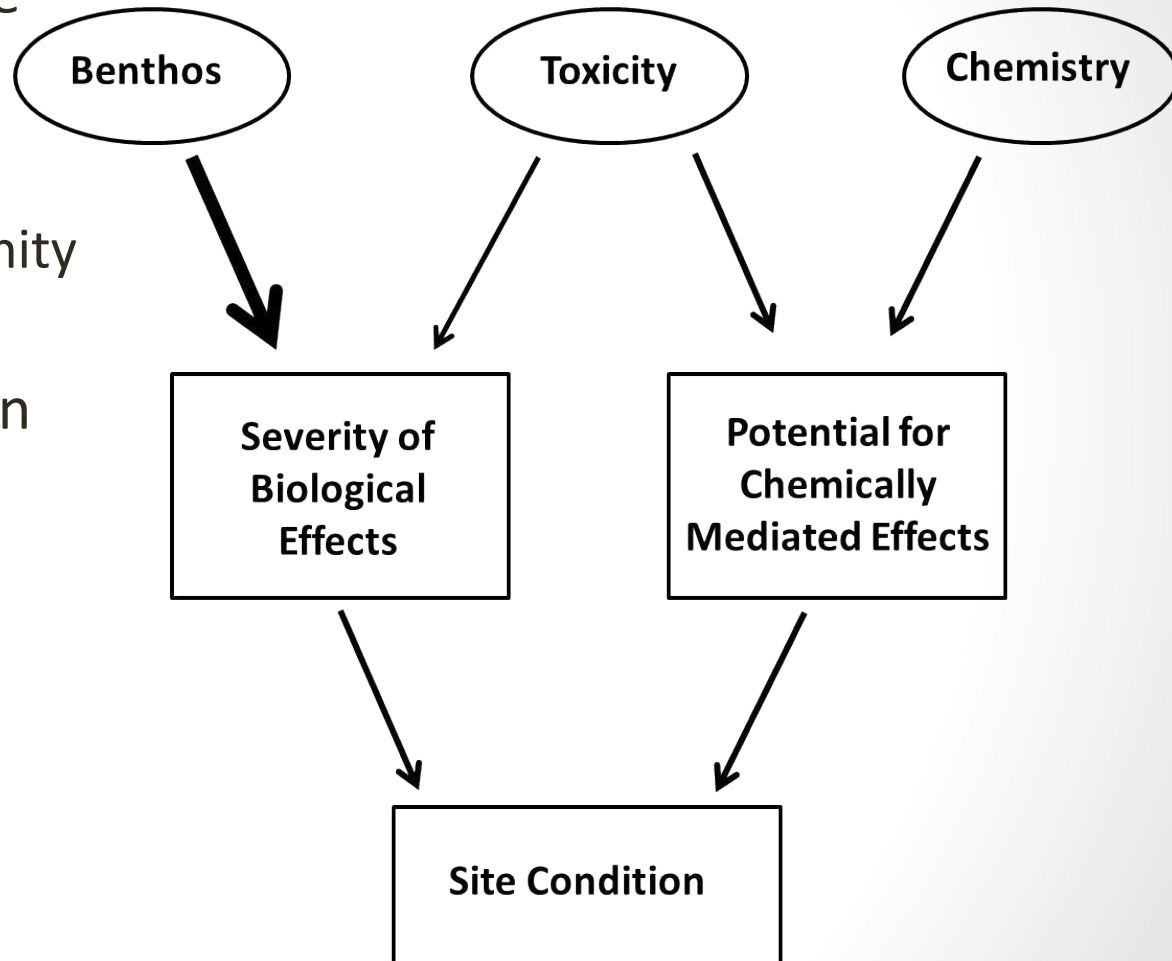 Benthos
Toxicity
Chemistry
Severity of
Biological
Effects
Potential for
Chemically
Mediated Effects
Site Condition